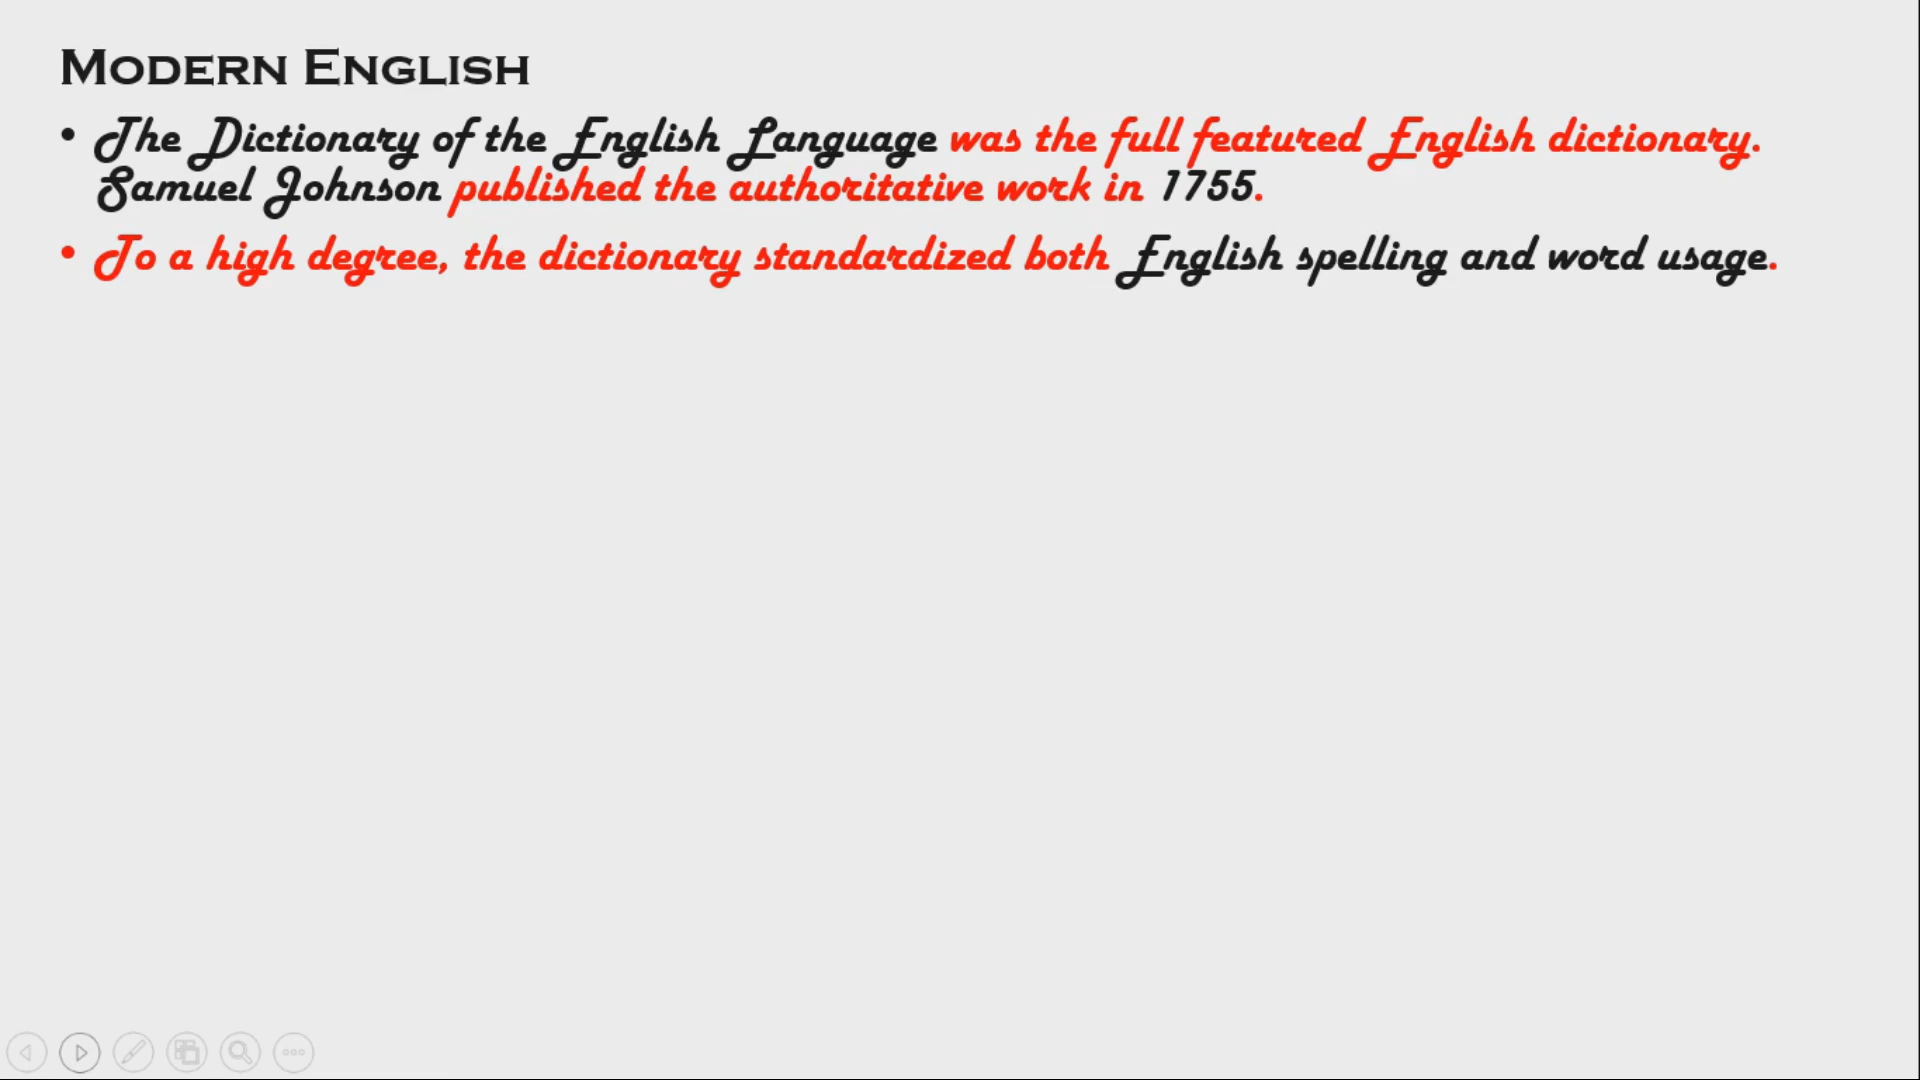 Modern English
• The Dictionary of the English Language was the full featured English dictionary.
Samuel Johnson published the authoritative work in 1755.
• To a high degree, the dictionary standardized both English spelling and word usage.